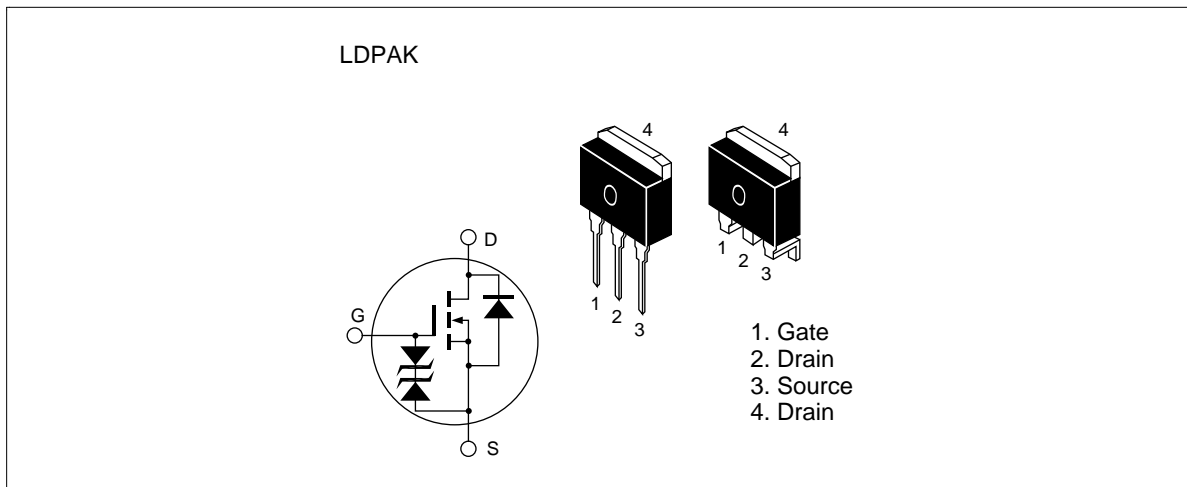 LDPAK
4
4
1
2
3
1
2
3
D
G
S
1. Gate
2. Drain
3. Source
4. Drain